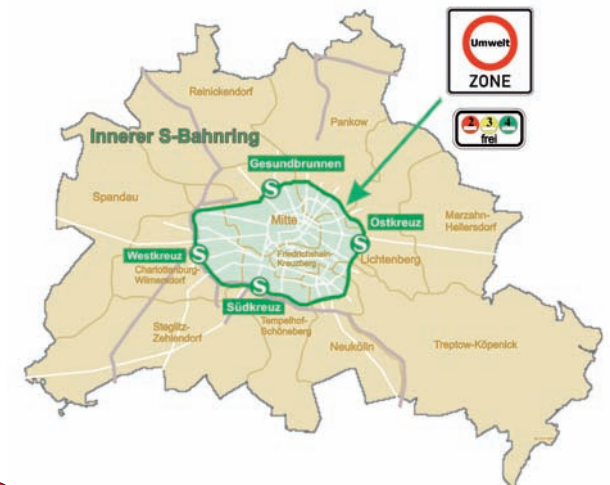 Umwelt
ZONE
2 3 4
frei
Reinickendorf
Pankow
Innerer S-Bahnring
Gesundbrunnen
S
Spandau
Mitte
Ostkreuz
Marzahn-
Hellersdorf
S
Westkreuz
S
Friedrichshain-
Kreuzberg
Lichtenberg
Charlottenburg-
Wilmersdorf
S
Südkreuz
Steglitz-
Zehlendorf
Tempelhof-
Schöneberg
Neukölln
Treptow-Köpenick